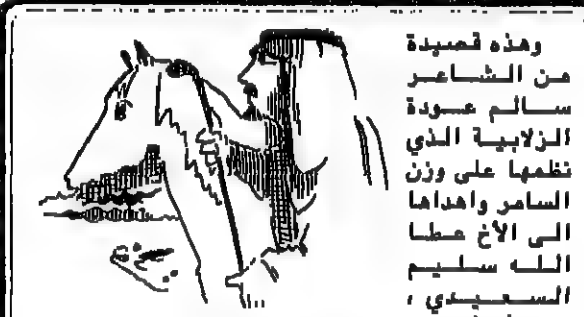 وهذه قصيدة
من الشاعر
سالم عودة
الزلابية الذي
نظمها على وزن
السامر واهداها
الى الأخ عطا
الله سليم
السعيدي ،